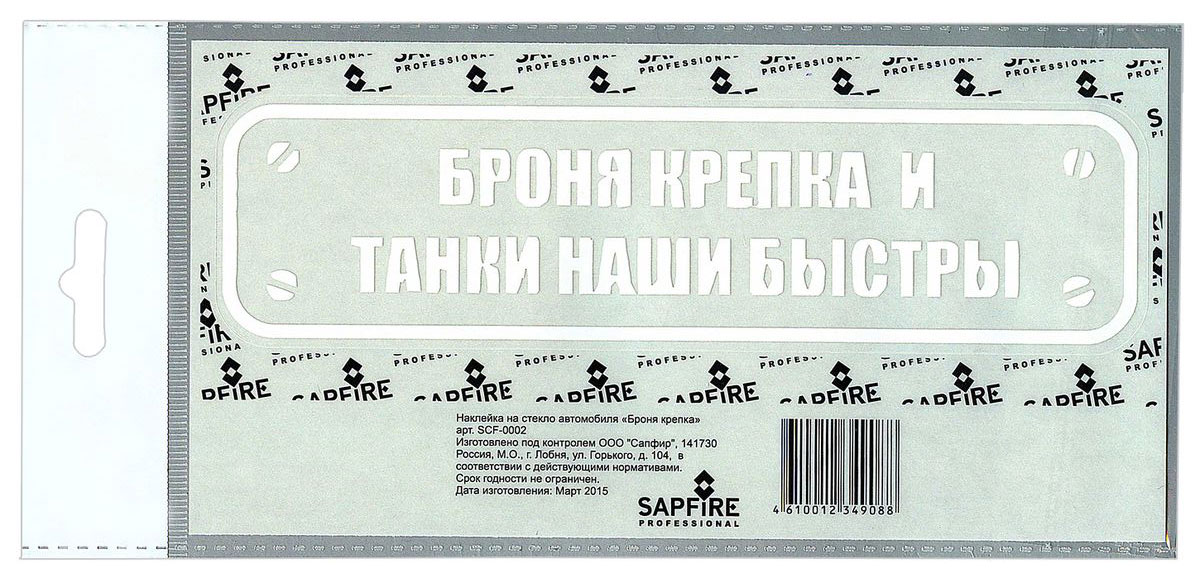 БРОНЯ КРЕПКА И
ТАНКИ НАШИ БЫСТРЫ
Наклейка на стекло автомобиля «Броня крепка»
арт. SCF-0002
Изготовлено под контролем ООО "Сапфир", 141730
Россия, М.О., г. Лобня, ул. Горького, д. 104, в
соответствии с действующими нормативами.
Срок годности не ограничен.
Дата изготовления: Март 2015
SAPFIRE
PROFESSIONAL
4 610012 349088